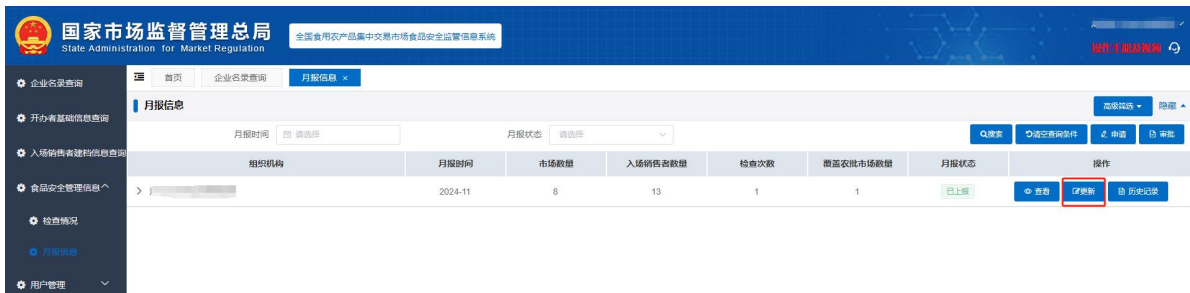 国家市场监督管理总局
State Administration for Market Regulation
全国食用农产品集中交易市场食品安全监管信息系统
操作手册及视频
企业名录查询
开办者基础信息查询
入场销售者建档信息查询
食品安全管理信息
检查情况
月报信息
用户管理
首页 企业名录查询 月报信息 ×
月报信息 高级筛选 隐藏
月报时间 请选择 月报状态 请选择 搜索 清空查询条件 申请 审批
组织机构 月报时间 市场数量 入场销售者数量 检查次数 覆盖农批市场数量 月报状态 操作
2024-11 8 13 1 1 已上报 查看 更新 历史记录